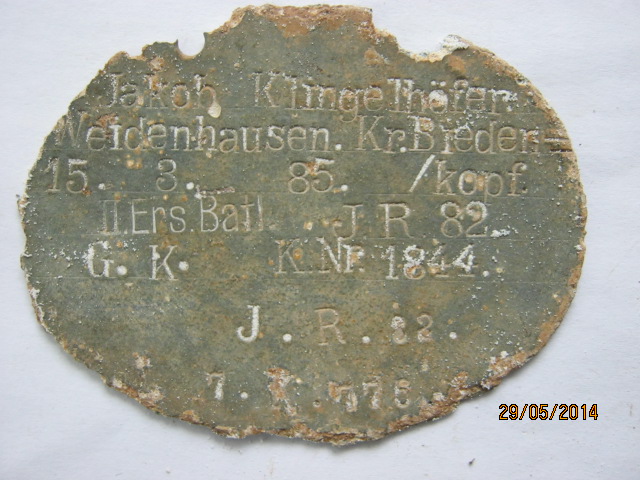 Jakob Klingelhöfer
Weidenhausen. Kr. Bieden=
15. 3. 85. /kopf.
II. Ers. Batl. J. R 82
G. K. K. Nr. 1844.
J. R. 82.
7. K. 776
29/05/2014